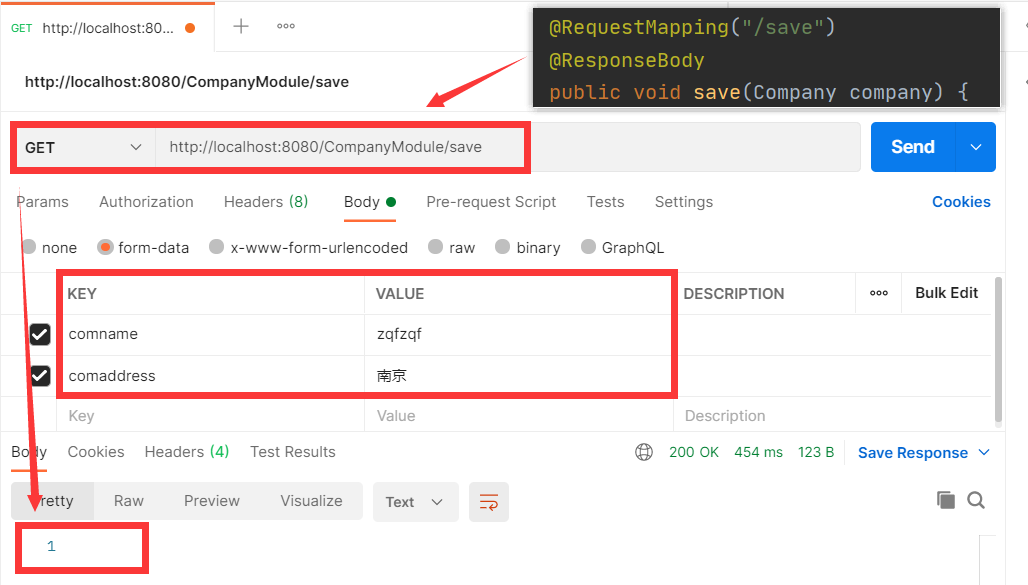 GET http://localhost:80...
@RequestMapping("/save")
@ResponseBody
public void save(Company company) {
http://localhost:8080/CompanyModule/save
GET http://localhost:8080/CompanyModule/save Send
Params Authorization Headers (8) Body Pre-request Script Tests Settings Cookies
none form-data x-www-form-urlencoded raw binary GraphQL
KEY VALUE DESCRIPTION Bulk Edit
comname zqfzqf
comaddress 南京
Key Value Description
Body Cookies Headers (4) Test Results 200 OK 454 ms 123 B Save Response
Pretty Raw Preview Visualize Text
1